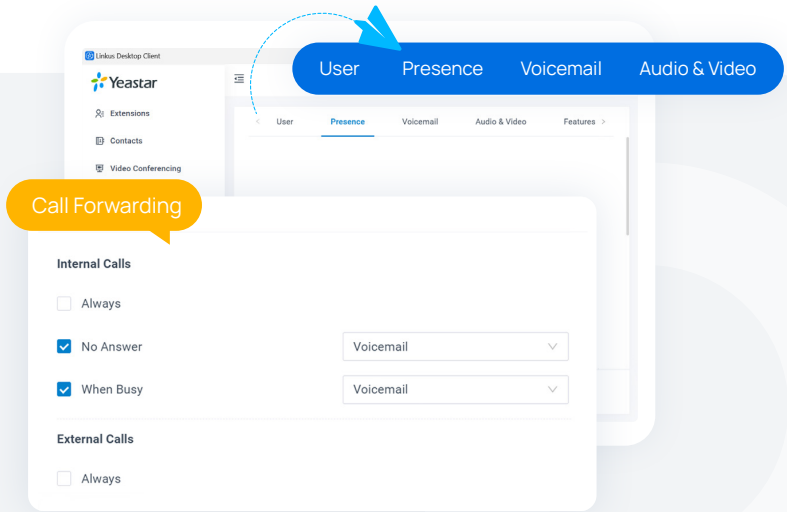 Linkus Desktop Client
User Presence Voicemail Audio & Video
Yeastar
Extensions
< User Presence Voicemail Audio & Video Features >
Contacts
Video Conferencing
Call Forwarding
Internal Calls
Always
No Answer Voicemail
When Busy Voicemail
External Calls
Always